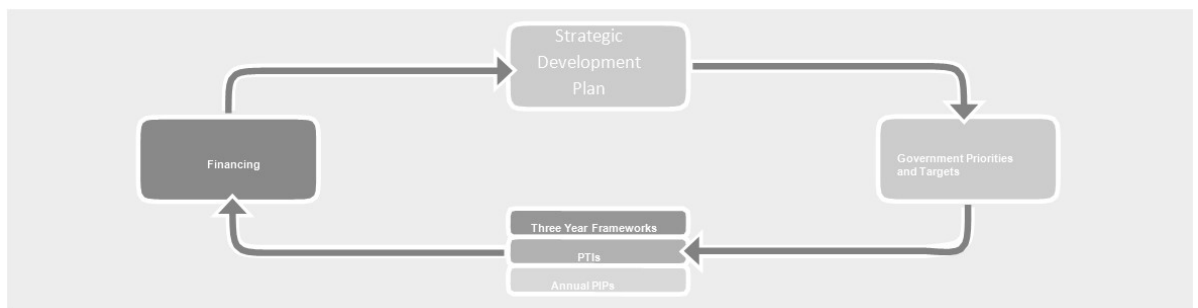 Strategic
Development
Plan
Financing
Government Priorities
and Targets
Three Year Frameworks
PTIs
Annual PIPs